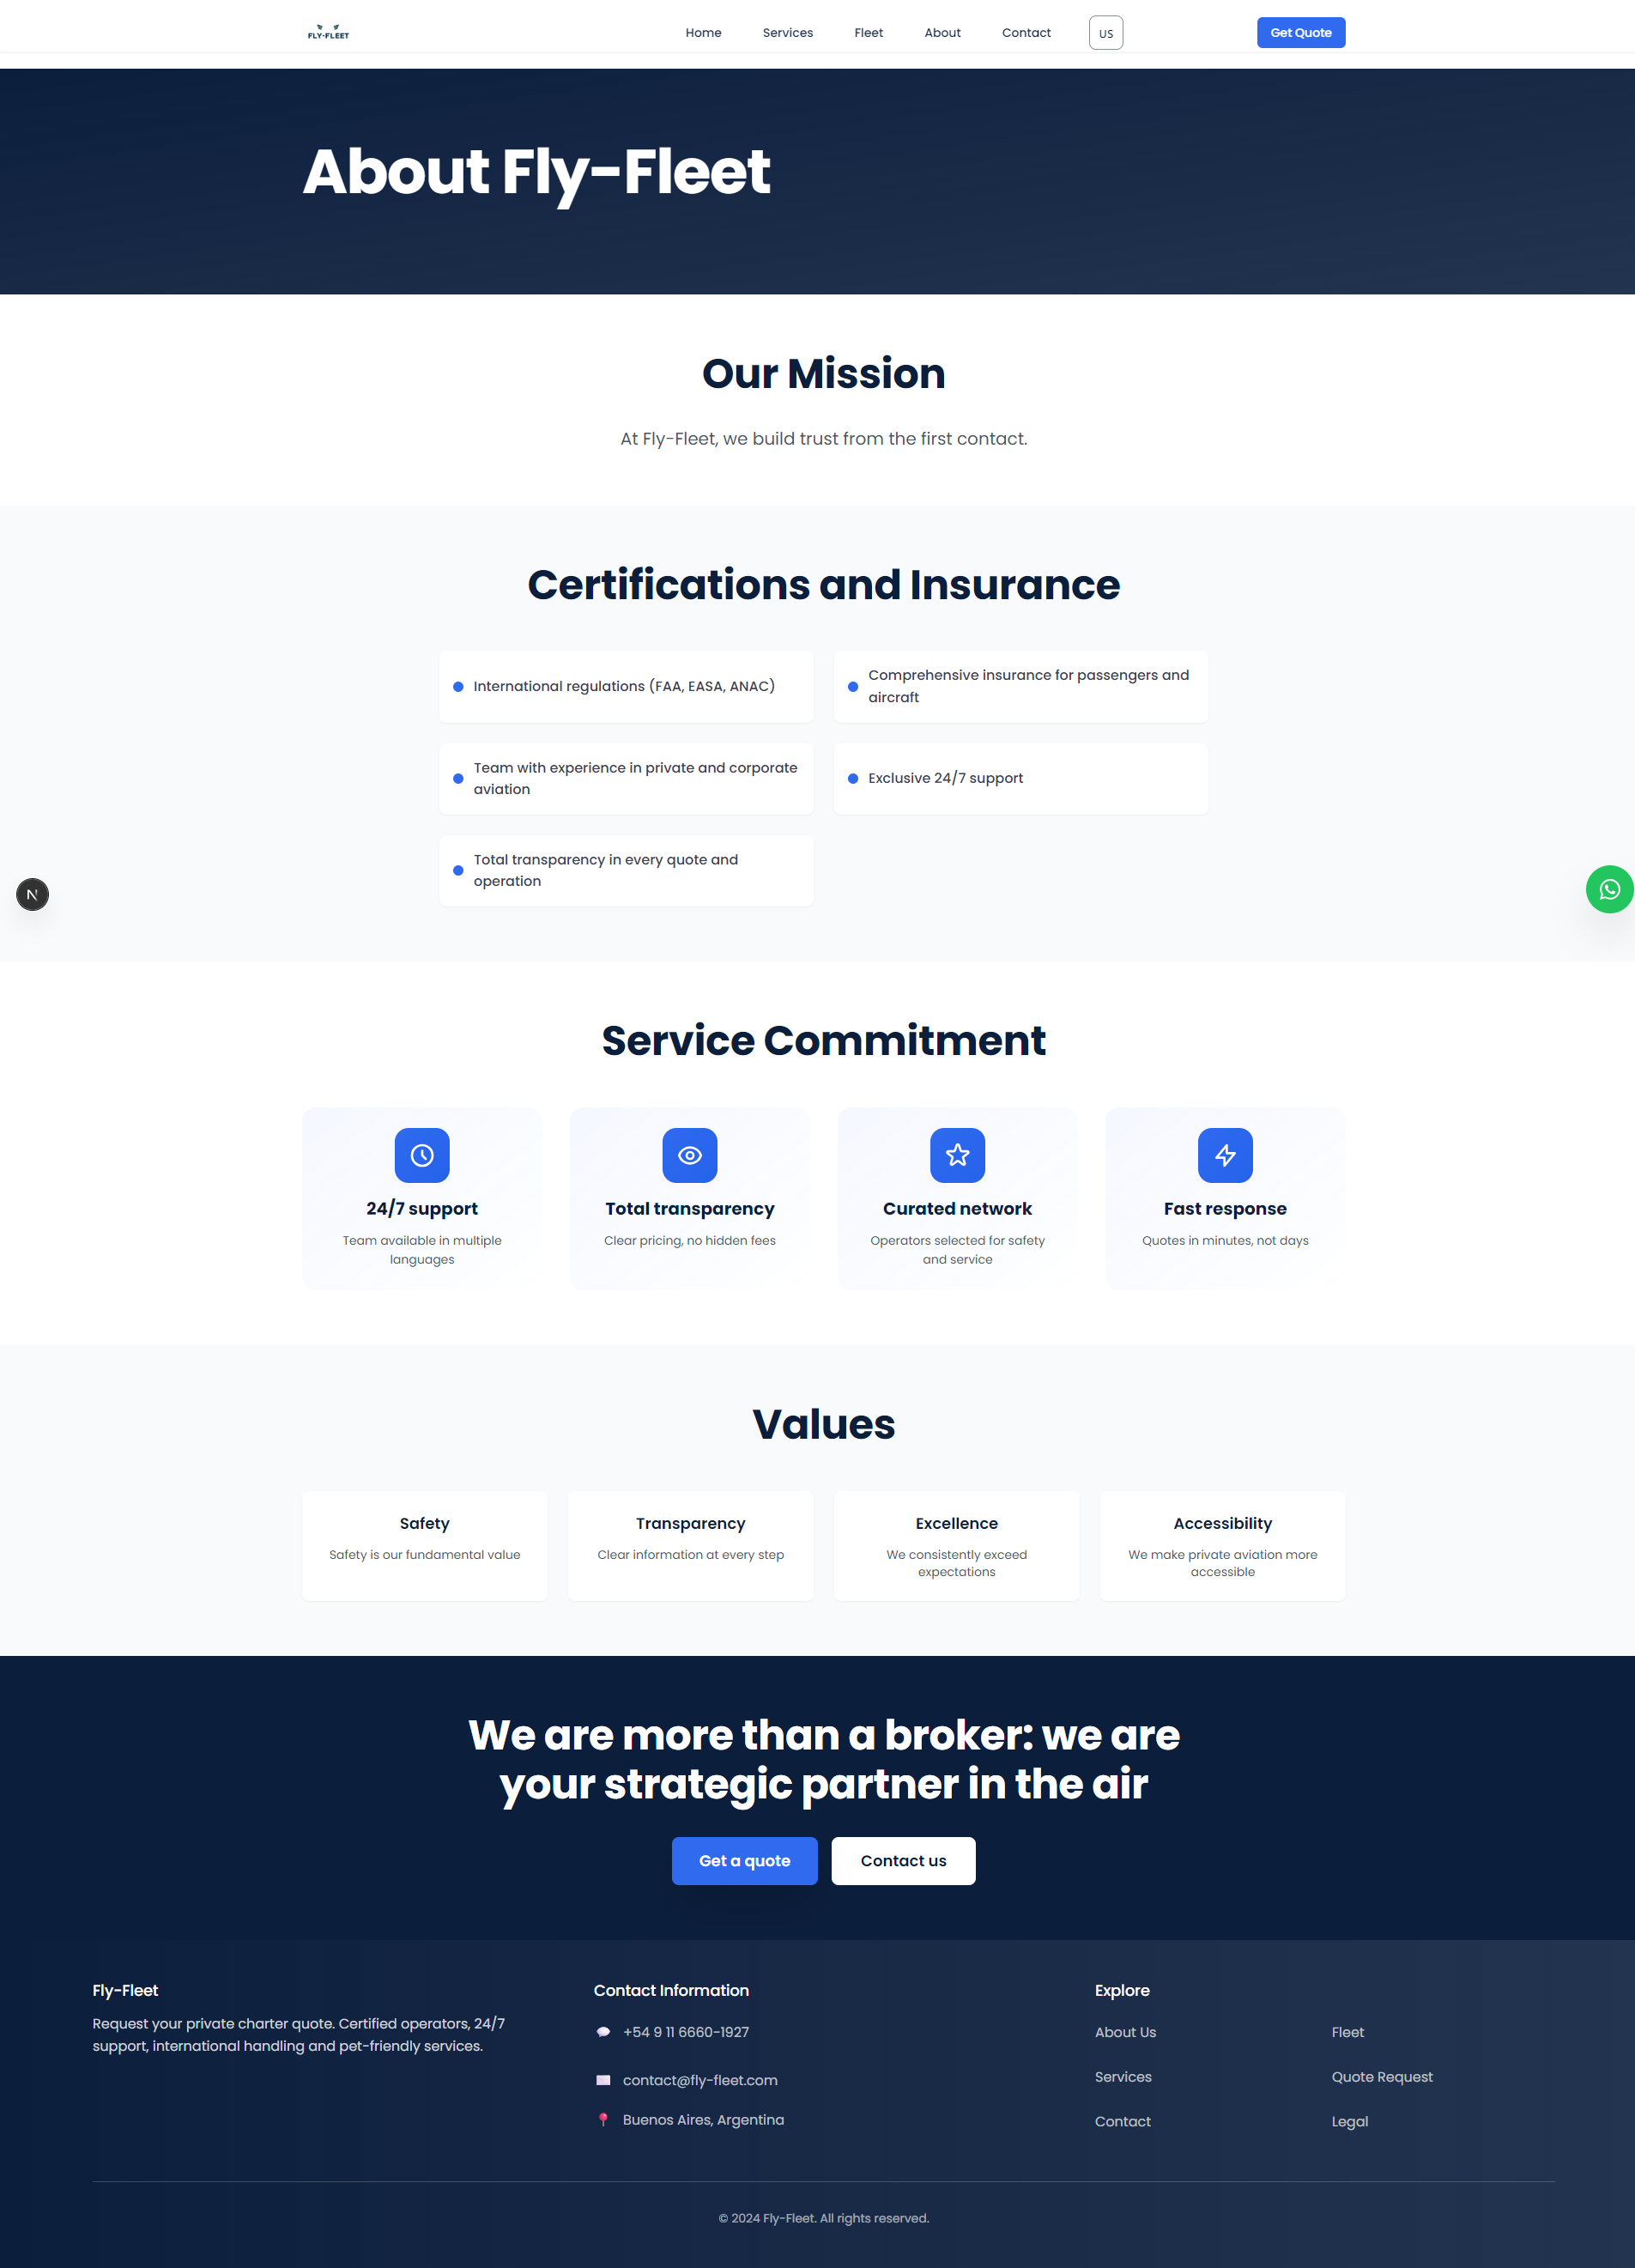 FLY-FLEET
Home
Services
Fleet
About
Contact
US
Get Quote
About Fly-Fleet
Our Mission
At Fly-Fleet, we build trust from the first contact.
Certifications and Insurance
International regulations (FAA, EASA, ANAC)
Comprehensive insurance for passengers and
aircraft
Team with experience in private and corporate
aviation
Exclusive 24/7 support
Total transparency in every quote and
operation
N
Service Commitment
24/7 support
Team available in multiple
languages
Total transparency
Clear pricing, no hidden fees
Curated network
Operators selected for safety
and service
Fast response
Quotes in minutes, not days
Values
Safety
Safety is our fundamental value
Transparency
Clear information at every step
Excellence
We consistently exceed
expectations
Accessibility
We make private aviation more
accessible
We are more than a broker: we are
your strategic partner in the air
Get a quote
Contact us
Fly-Fleet
Request your private charter quote. Certified operators, 24/7
support, international handling and pet-friendly services.
Contact Information
+54 9 11 6660-1927
contact@fly-fleet.com
Buenos Aires, Argentina
Explore
About Us
Fleet
Services
Quote Request
Contact
Legal
© 2024 Fly-Fleet. All rights reserved.